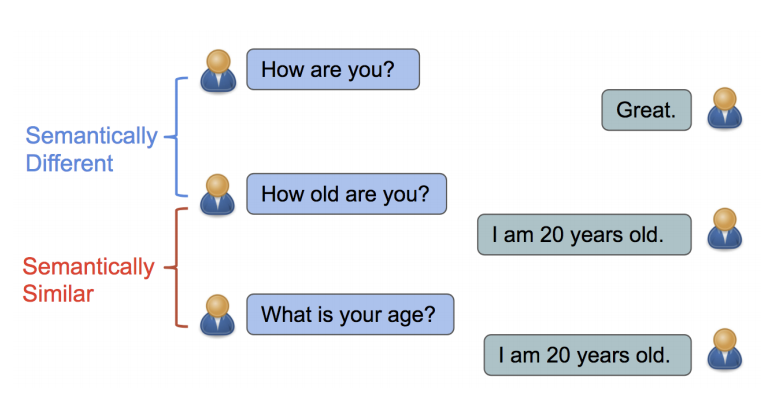 How are you?
Great.
Semantically
Different
How old are you?
I am 20 years old.
Semantically
Similar
What is your age?
I am 20 years old.